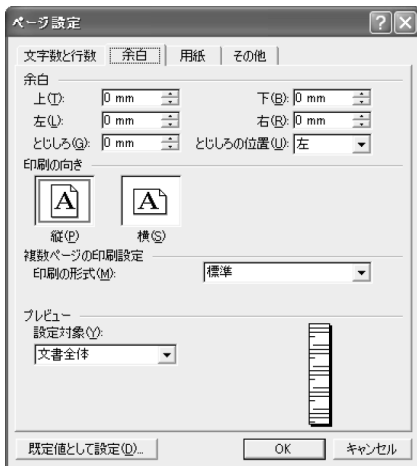 ページ設定
文字数と行数 余白 用紙 その他
余白
上(T): 0 mm 下(B): 0 mm
左(L): 0 mm 右(R): 0 mm
とじしろ(G): 0 mm とじしろの位置(U): 左
印刷の向き
A A
縦(P) 横(S)
複数ページの印刷設定
印刷の形式(M): 標準
プレビュー
設定対象(Y):
文書全体
既定値として設定(D)... OK キャンセル